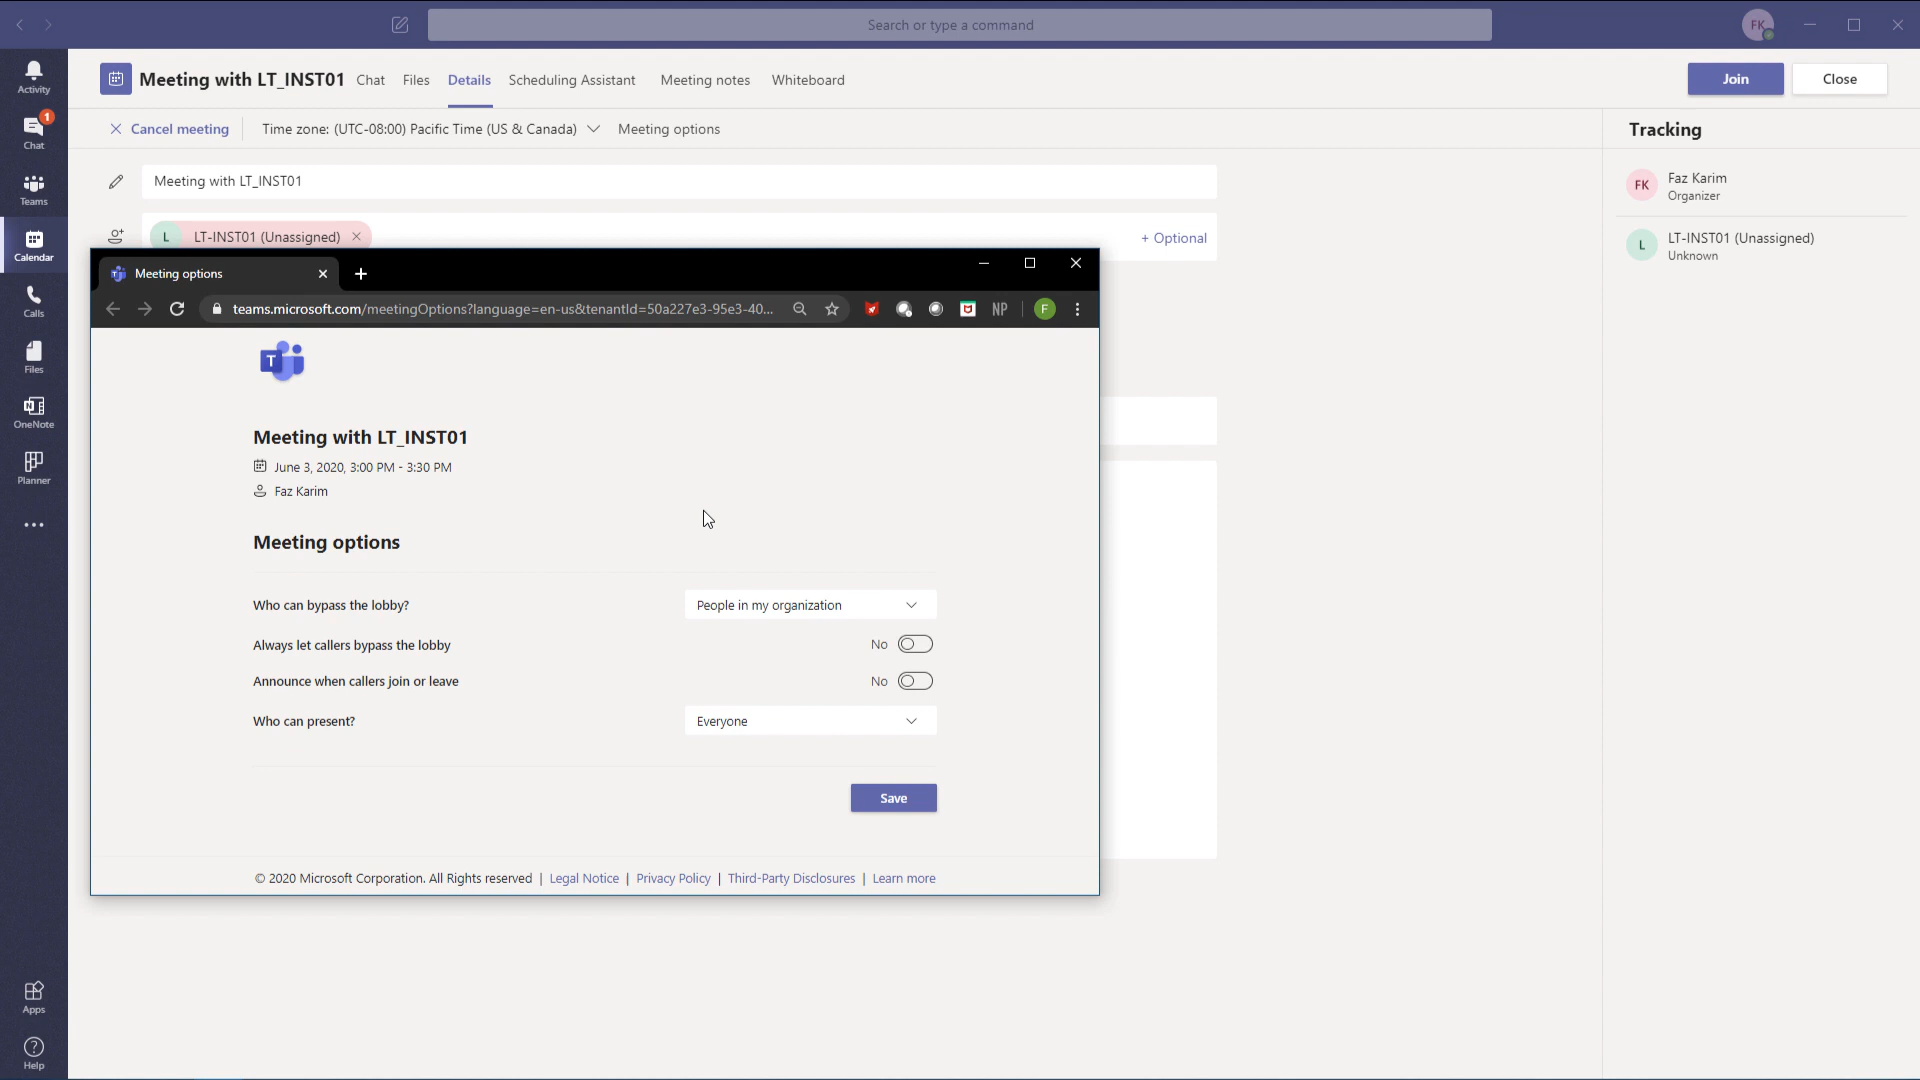 Search or type a command
FK
Activity
1
Chat
Teams
Calendar
Calls
Files
OneNote
Planner
Apps
Help
Meeting with LT_INST01 Chat Files Details Scheduling Assistant Meeting notes Whiteboard
Join Close
Cancel meeting Time zone: (UTC-08:00) Pacific Time (US & Canada) Meeting options
Meeting with LT_INST01
L LT-INST01 (Unassigned)
+ Optional
Tracking
FK Faz Karim
Organizer
L LT-INST01 (Unassigned)
Unknown
Meeting options
teams.microsoft.com/meetingOptions?language=en-us&tenantId=50a227e3-95e3-40...
NP F
T
Meeting with LT_INST01
June 3, 2020, 3:00 PM - 3:30 PM
Faz Karim
Meeting options
Who can bypass the lobby? People in my organization
Always let callers bypass the lobby No
Announce when callers join or leave No
Who can present? Everyone
Save
© 2020 Microsoft Corporation. All Rights reserved | Legal Notice | Privacy Policy | Third-Party Disclosures | Learn more